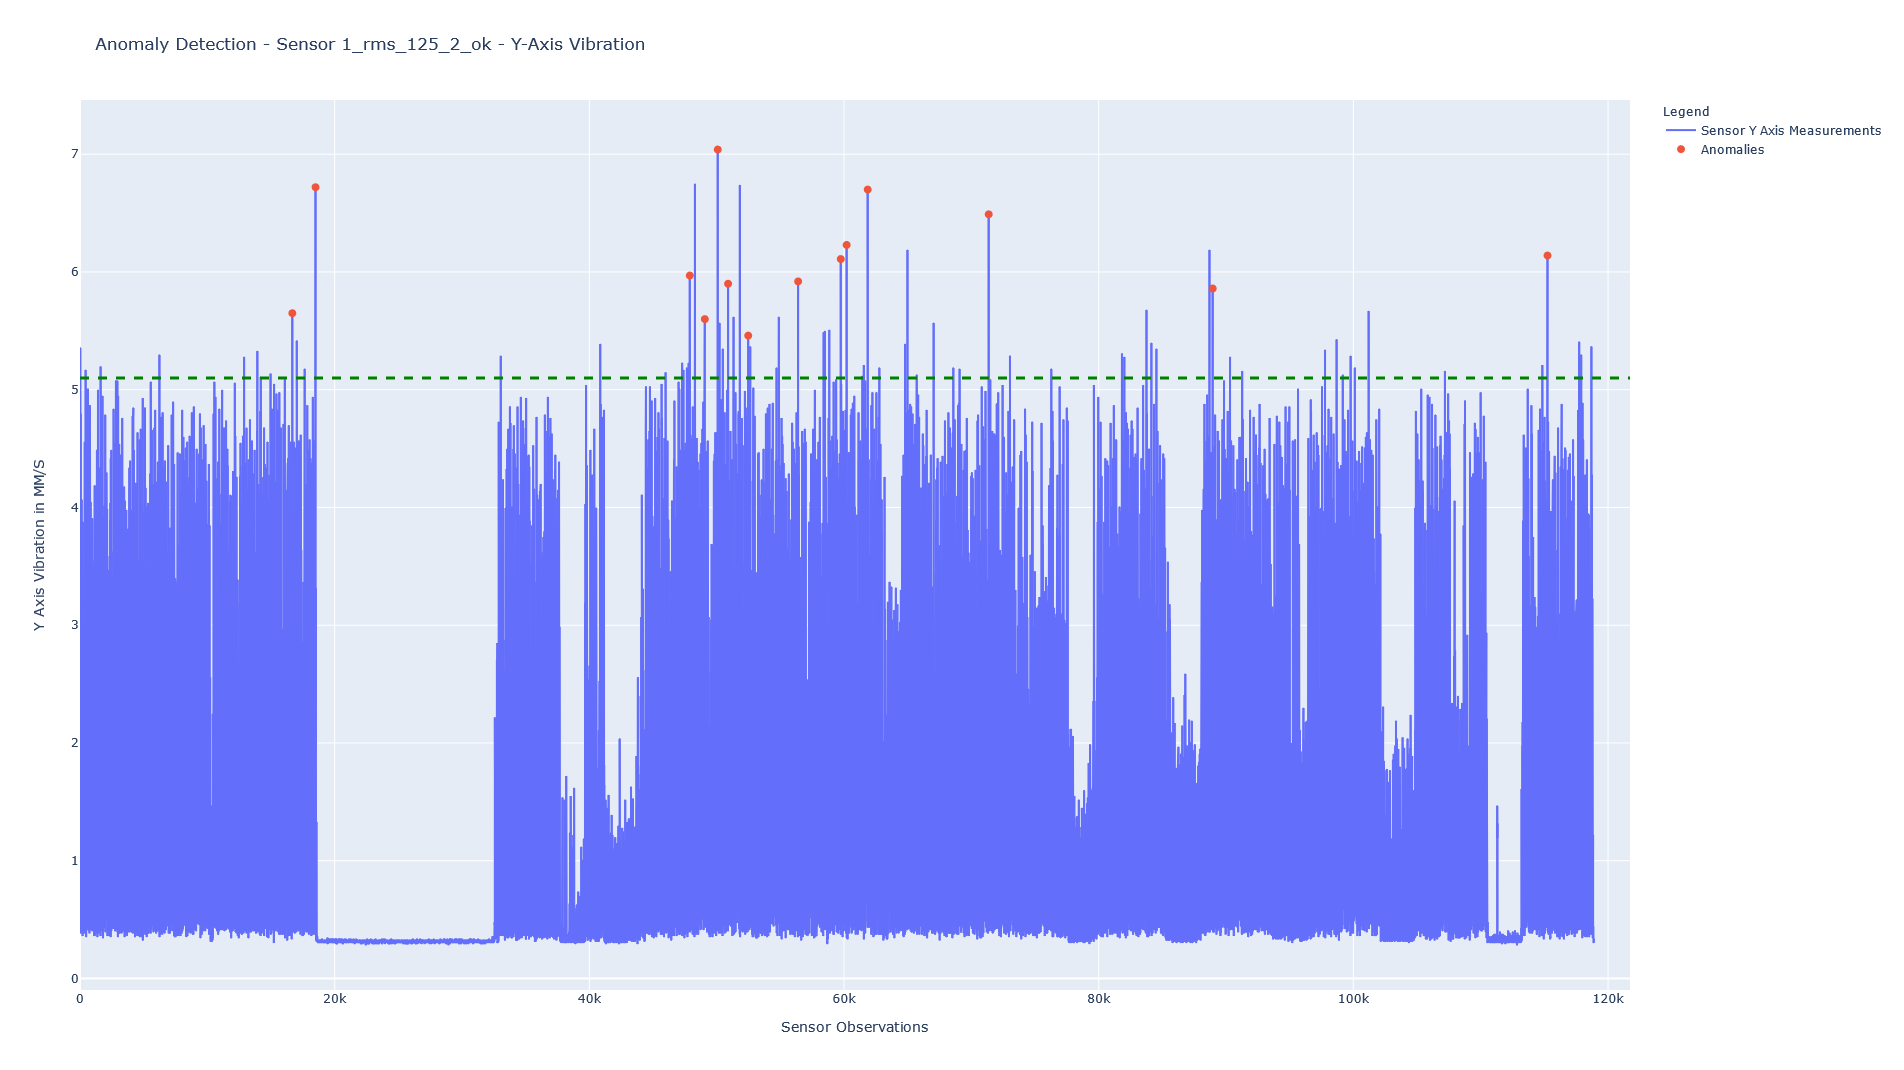 Anomaly Detection - Sensor 1_rms_125_2_ok - Y-Axis Vibration
Legend
Sensor Y Axis Measurements
Anomalies
Y Axis Vibration in MM/S
7
6
5
4
3
2
1
0
0 20k 40k 60k 80k 100k 120k
Sensor Observations